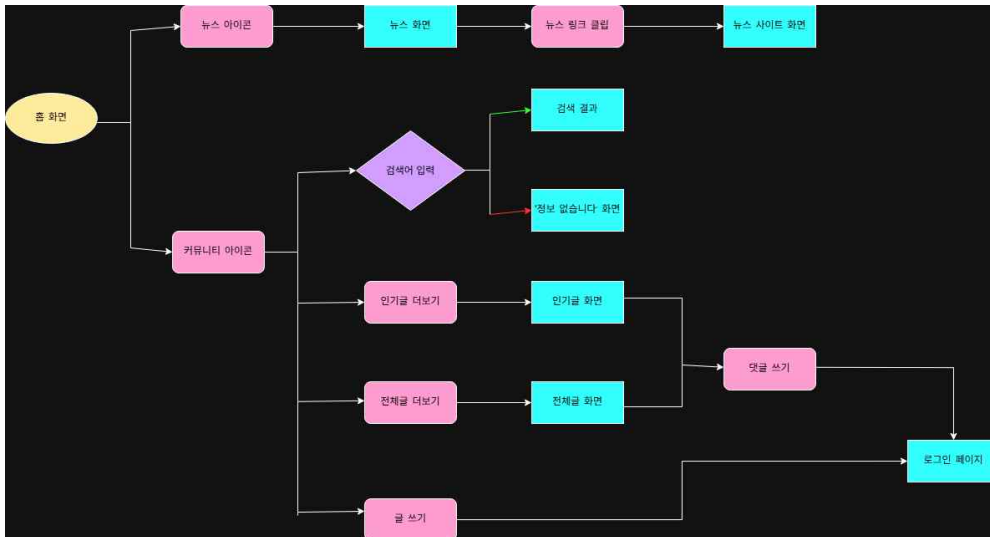 뉴스 아이콘
뉴스 화면
뉴스 링크 클립
뉴스 사이트 화면
홈 화면
검색 결과
검색어 입력
'정보 없습니다' 화면
커뮤니티 아이콘
인기글 더보기
인기글 화면
댓글 쓰기
전체글 더보기
전체글 화면
로그인 페이지
글 쓰기